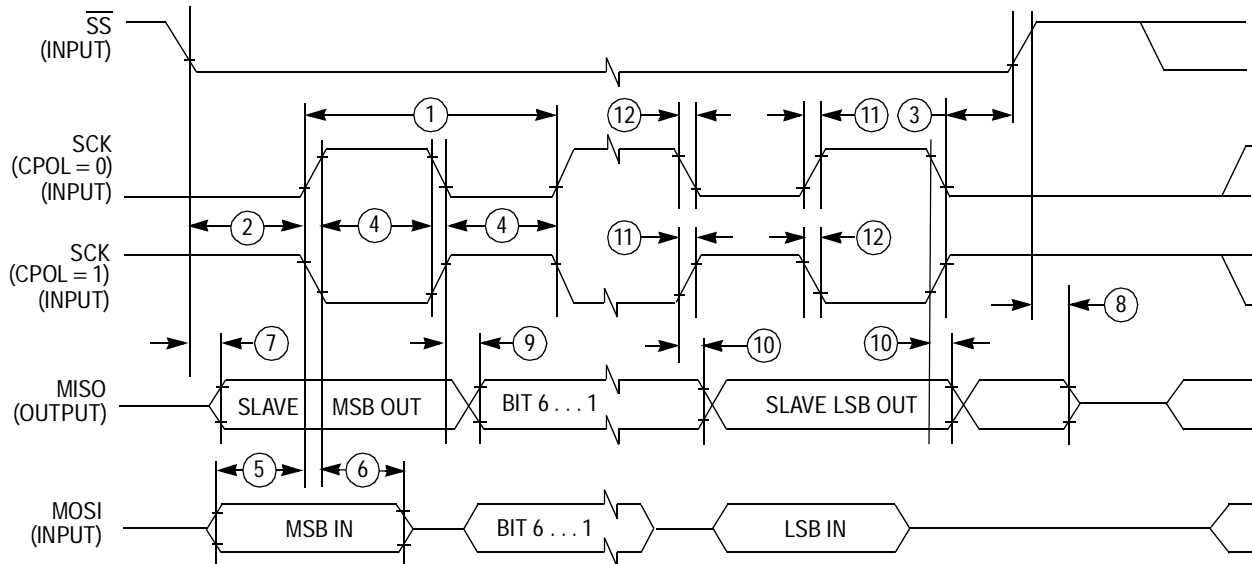 SS
(INPUT)
1
12
11
3
SCK
(CPOL = 0)
(INPUT)
2
4
4
11
12
SCK
(CPOL = 1)
(INPUT)
8
7
9
10
10
MISO
(OUTPUT)
SLAVE
MSB OUT
BIT 6 . . . 1
SLAVE LSB OUT
5
6
MOSI
(INPUT)
MSB IN
BIT 6 . . . 1
LSB IN